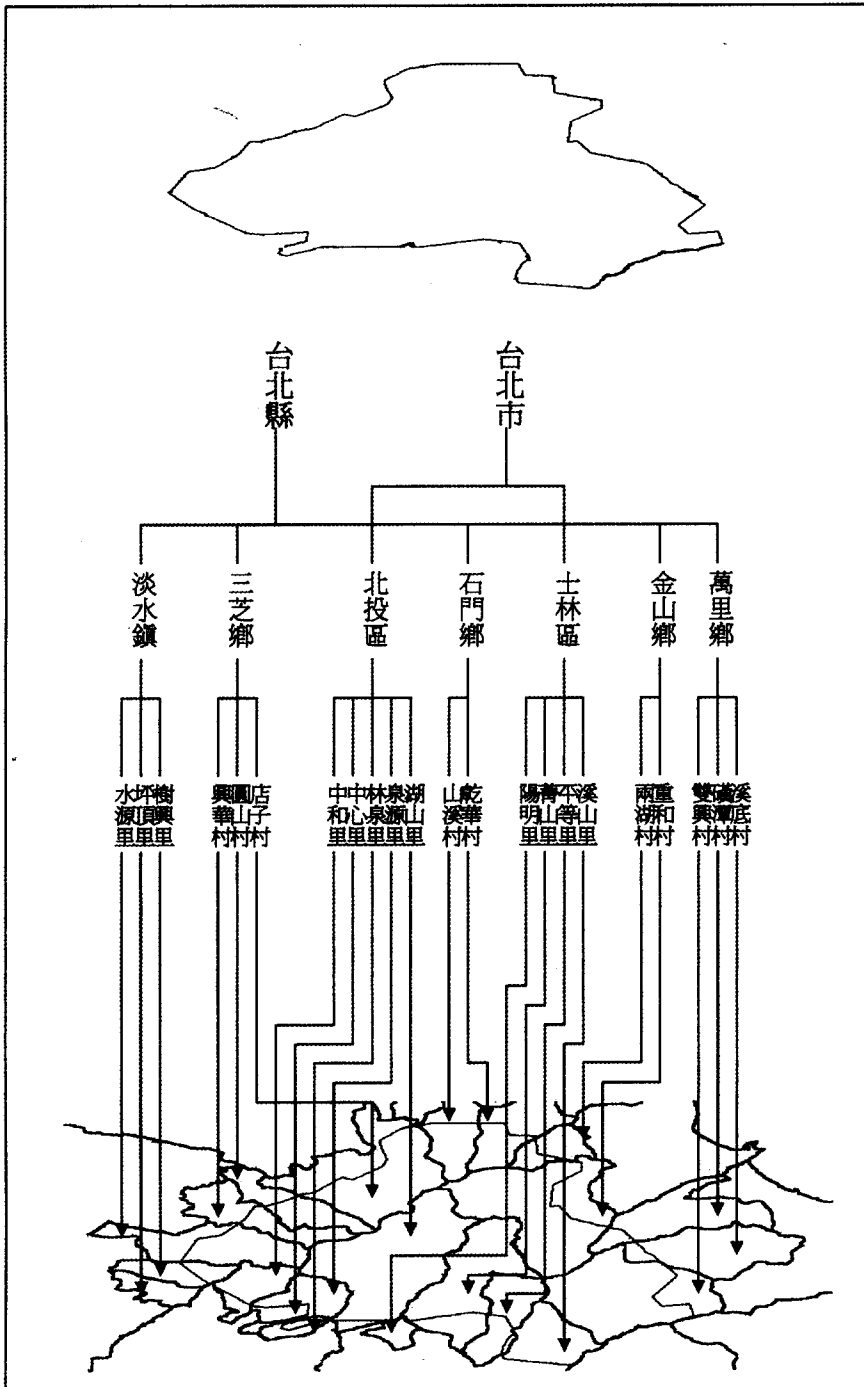 台北縣
台北市
淡水鎮
三芝鄉
北投區
石門鄉
士林區
金山鄉
萬里鄉
水源里
坪頂里
樹興里
興華村
圓山村
店子村
中和里
中心里
林泉里
泉源里
湖山里
山溪村
乾華村
陽明里
菁山里
平等里
溪山里
兩湖村
重和村
雙興村
磺潭村
溪底村